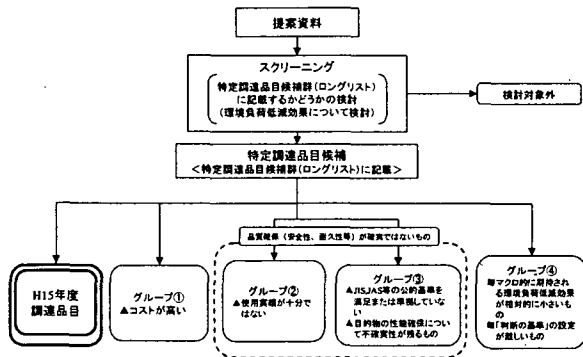 提案資料
スクリーニング
特定調達品目候補群(ロングリスト)
に記載するかどうかの検討
(環境負荷低減効果について検討)
検討対象外
特定調達品目候補
＜特定調達品目候補群(ロングリスト)に記載＞
品質確保(安全性、耐久性等)が確実ではないもの
H15年度
調達品目
グループ①
▲コストが高い
グループ②
▲使用実績が十分で
はない
グループ③
▲JISJAS等の公的基準を
満足または準拠していない
▲目的物の性能確保につい
て不確実性が残るもの
グループ④
マクロ的に期待され
る環境負荷低減効果
が相対的に小さいも
の
「判断の基準」の設定
が難しいもの